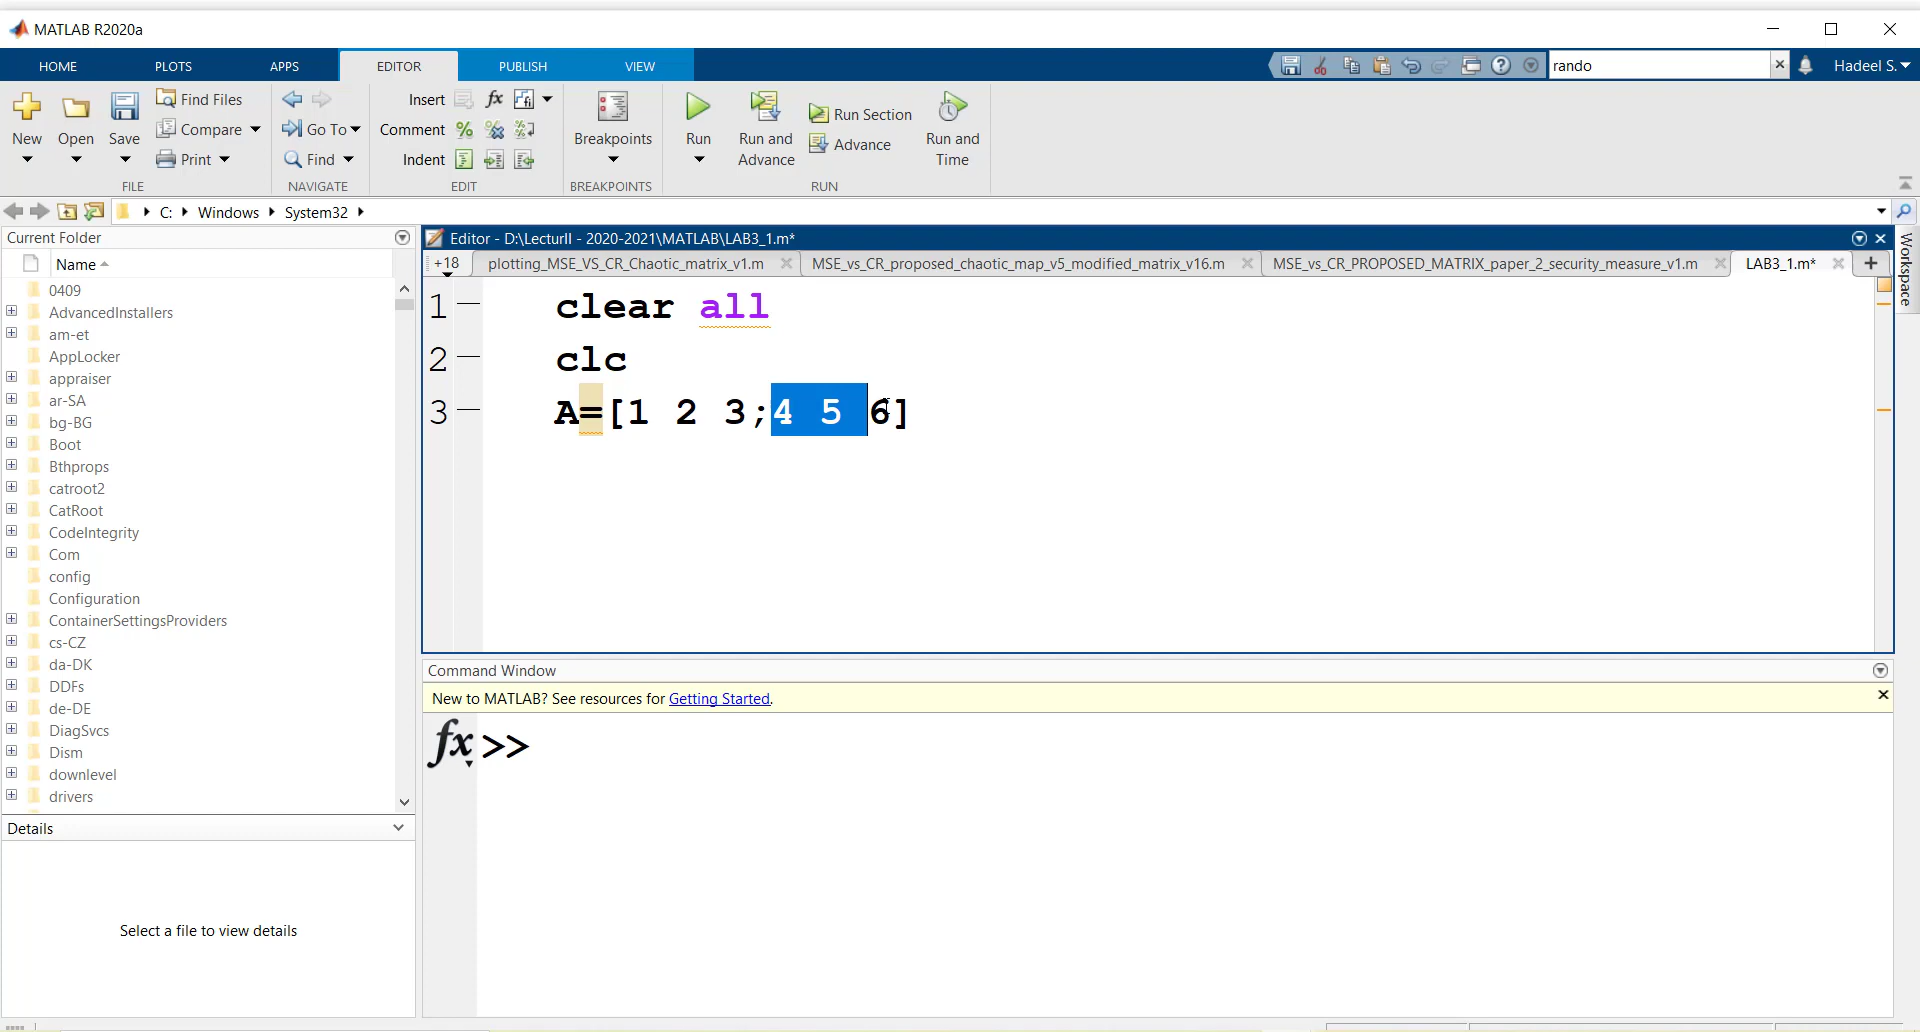 MATLAB R2020a
HOME PLOTS APPS EDITOR PUBLISH VIEW rando Hadeel S.
New Open Save Find Files Compare Print
FILE
Go To Find
NAVIGATE
Insert fx
Comment
Indent
EDIT
Breakpoints
BREAKPOINTS
Run Run and Advance Run Section Advance Run and Time
RUN
C: Windows System32
Current Folder
Name
0409
AdvancedInstallers
am-et
AppLocker
appraiser
ar-SA
bg-BG
Boot
Bthprops
catroot2
CatRoot
CodeIntegrity
Com
config
Configuration
ContainerSettingsProviders
cs-CZ
da-DK
DDFs
de-DE
DiagSvcs
Dism
downlevel
drivers
Details
Select a file to view details
Editor - D:\LecturII - 2020-2021\MATLAB\LAB3_1.m*
+18 plotting_MSE_VS_CR_Chaotic_matrix_v1.m MSE_vs_CR_proposed_chaotic_map_v5_modified_matrix_v16.m MSE_vs_CR_PROPOSED_MATRIX_paper_2_security_measure_v1.m LAB3_1.m*
1 clear all
2 clc
3 A=[1 2 3;4 5 6]
Command Window
New to MATLAB? See resources for Getting Started.
fx >>
Workspace